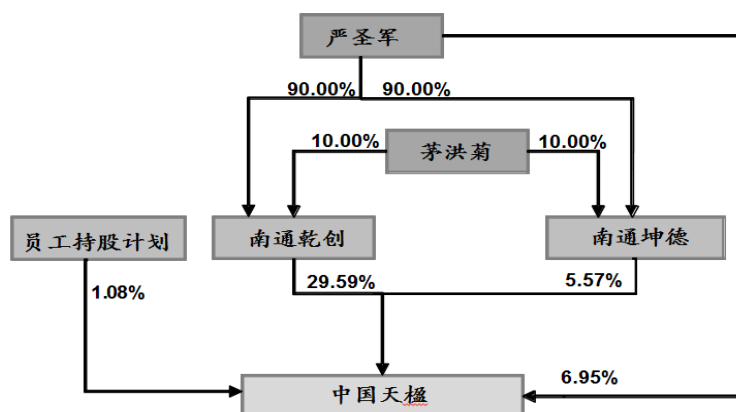 严圣军
90.00%
90.00%
10.00%
茅洪菊
10.00%
员工持股计划
南通乾创
南通坤德
1.08%
29.59%
5.57%
中国天楹
6.95%